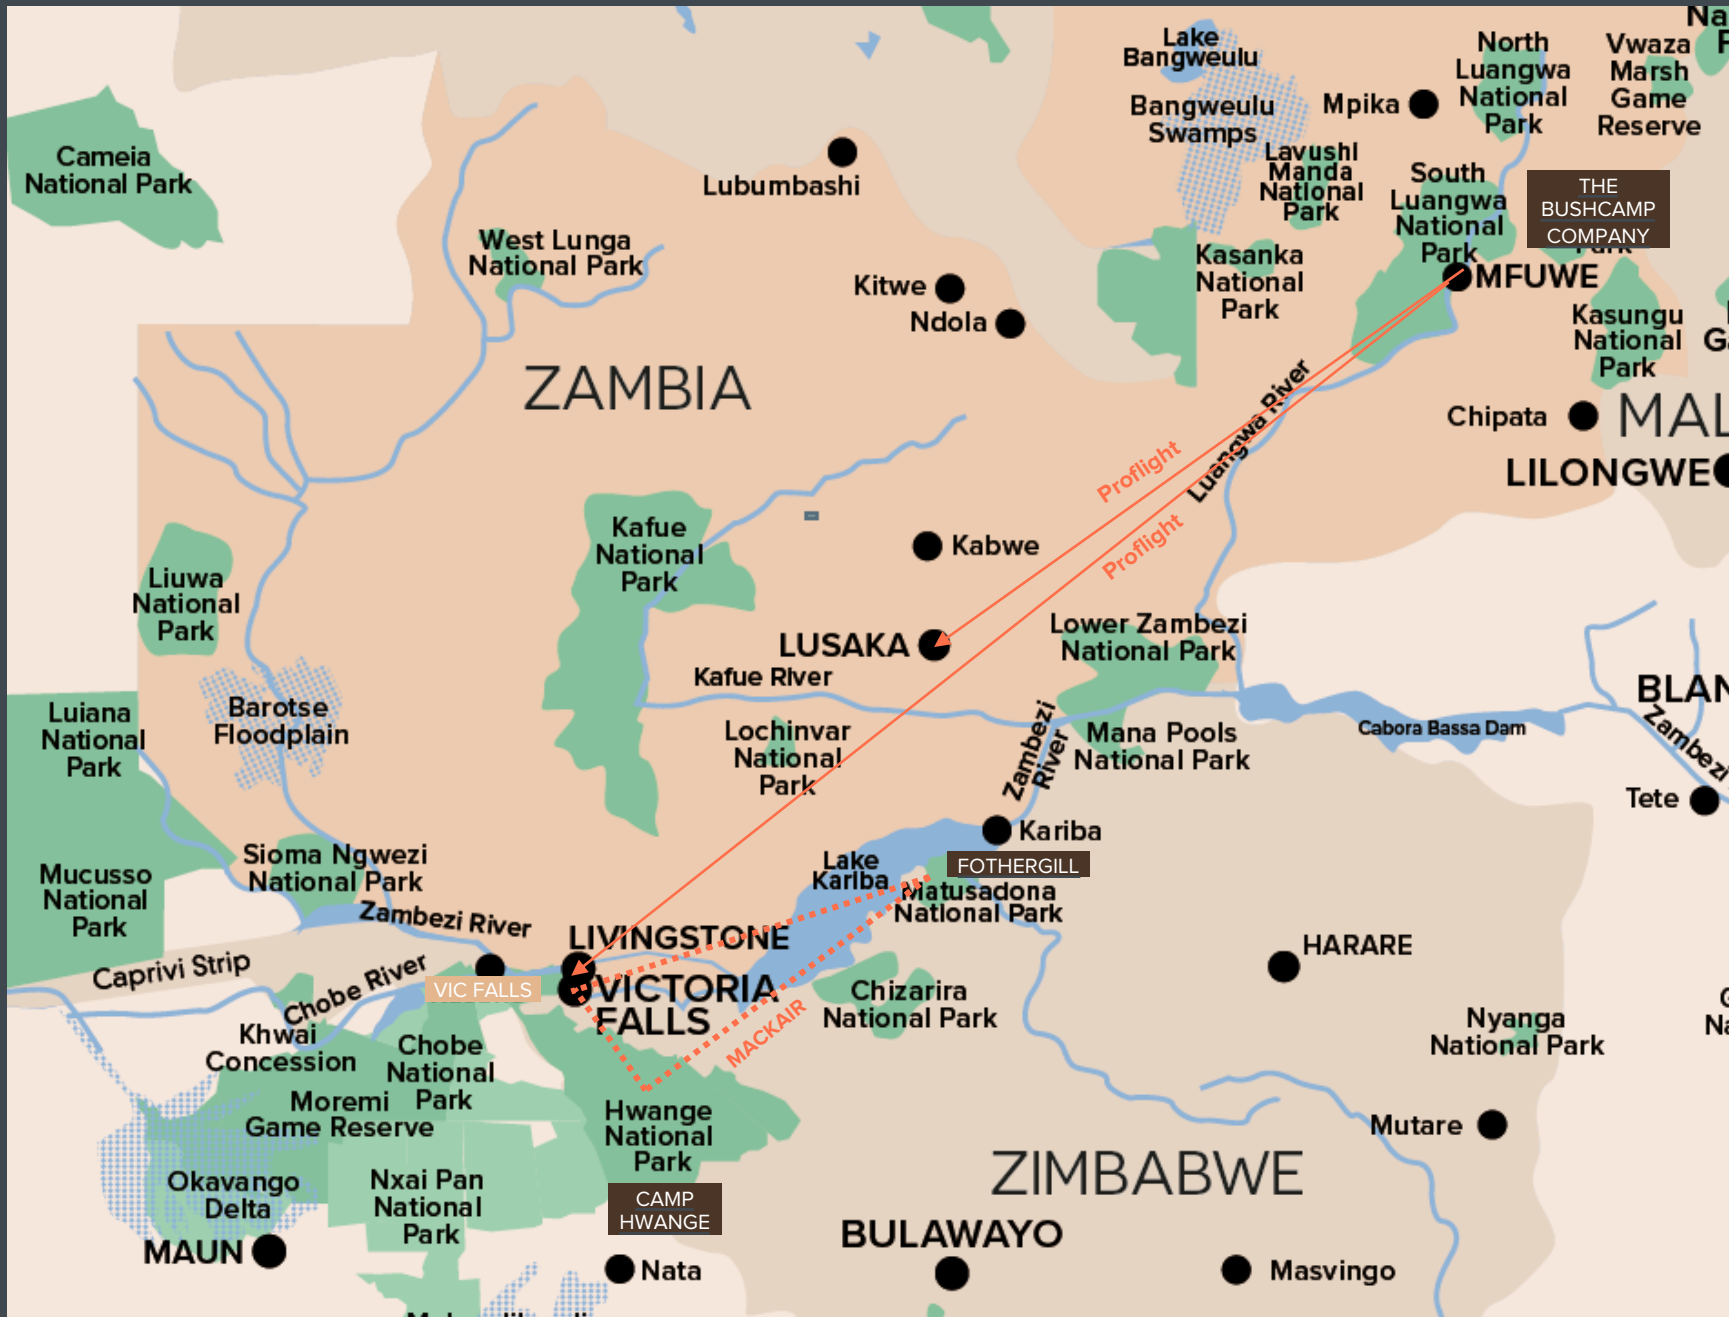 Lake
Bangweulu
Bangweulu
Swamps
Mpika
North
Luangwa
National
Park
Vwaza
Marsh
Game
Reserve
Na
Cameia
National Park
Lubumbashi
Lavushi
Manda
National
Park
South
Luangwa
National
Park
THE
BUSHCAMP
COMPANY
Park
West Lunga
National Park
Kitwe
Ndola
Kasanka
National
Park
MFUWE
Kasungu
National
Park
Ga
ZAMBIA
Luangwa River
Chipata
MAL
LILONGWE
Proflight
Proflight
Kafue
National
Park
Kabwe
Liuwa
National
Park
LUSAKA
Kafue River
Lower Zambezi
National Park
Luiana
National
Park
Barotse
Floodplain
Lochinvar
National
Park
Zambezi
River
Mana Pools
National Park
Cabora Bassa Dam
BLAN
Zambezi
Tete
Kariba
FOTHERGILL
Lake
Kariba
Matusadona
National Park
Sioma Ngwezi
National Park
Mucusso
National
Park
Zambezi River
LIVINGSTONE
Caprivi Strip
Chobe River
VIC FALLS
VICTORIA
FALLS
MACKAIR
Chizarira
National Park
HARARE
Nyanga
National Park
Na
Khwai
Concession
Chobe
National
Park
Moremi
Game Reserve
Hwange
National
Park
Mutare
ZIMBABWE
Okavango
Delta
Nxai Pan
National
Park
CAMP
HWANGE
MAUN
Nata
BULAWAYO
Masvingo